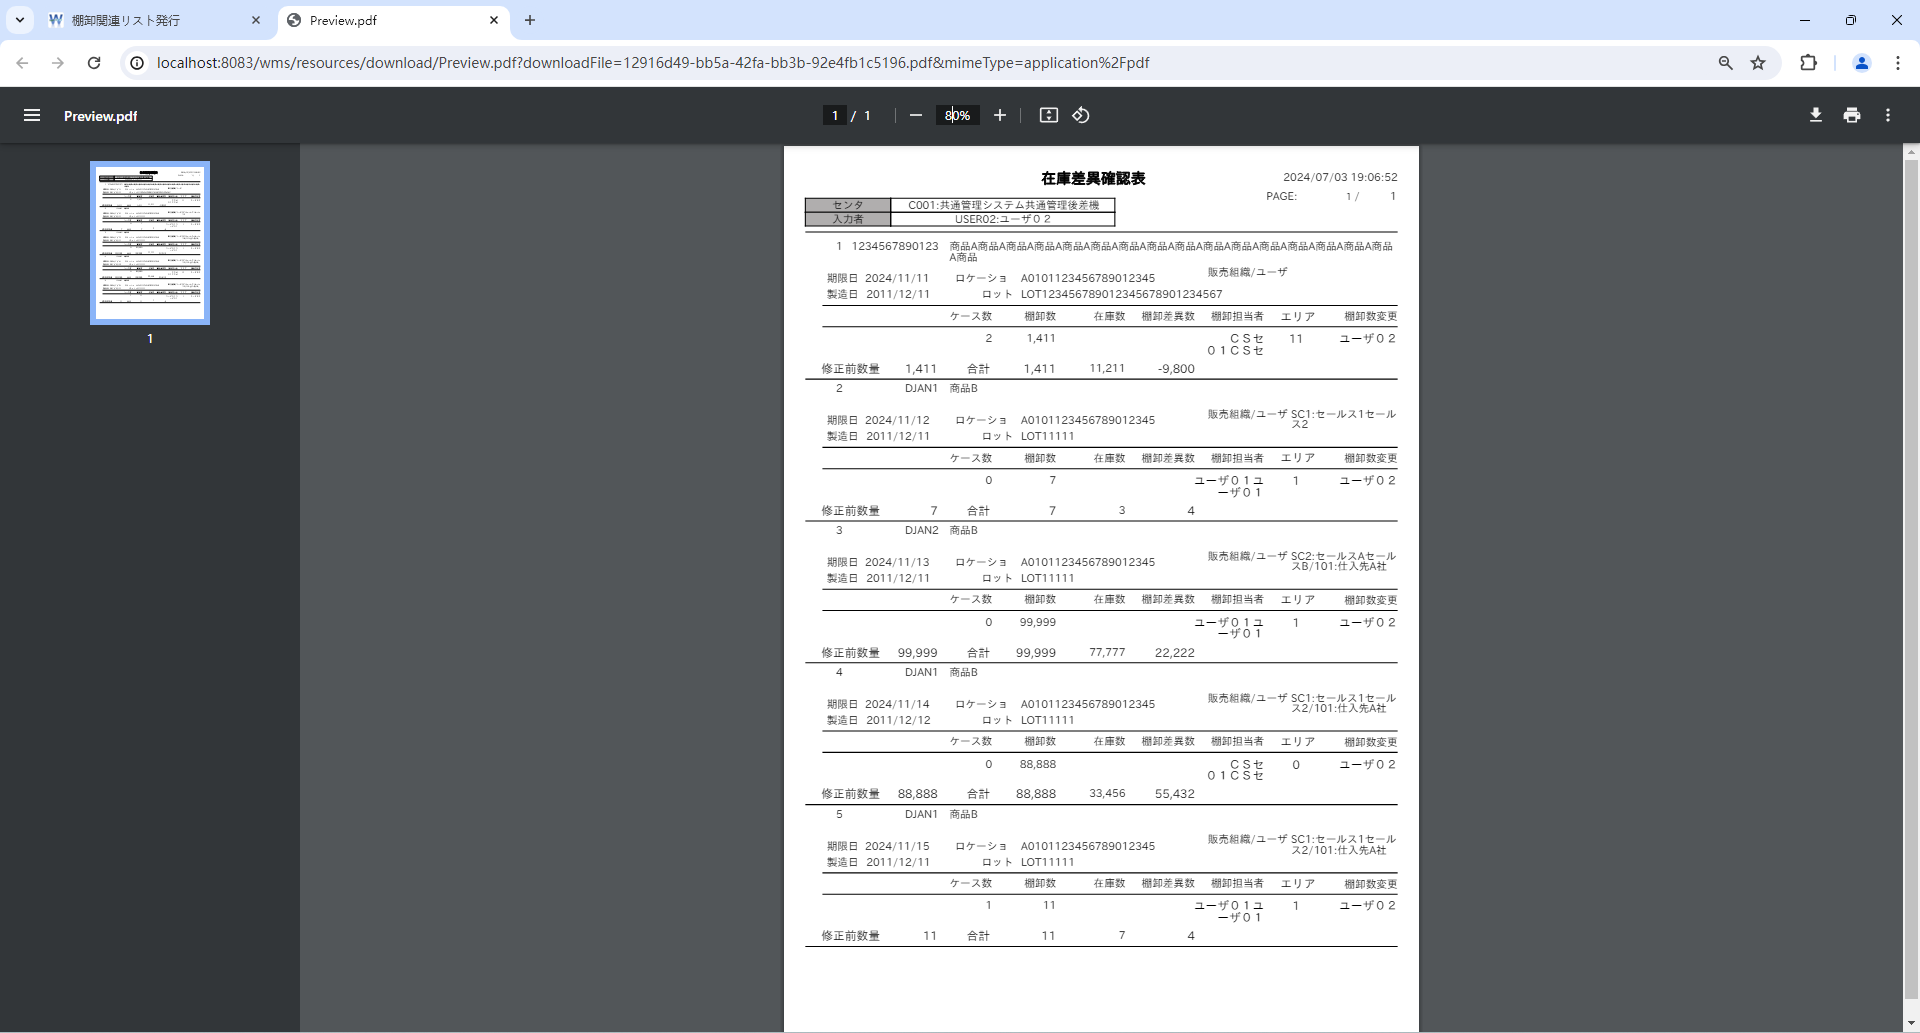 棚卸関連リスト発行
Preview.pdf
localhost:8083/wms/resources/download/Preview.pdf?downloadFile=12916d49-bb5a-42fa-bb3b-92e4fb1c5196.pdf&mimeType=application%2Fpdf
Preview.pdf
1 / 1
80%
1
在庫差異確認表 2024/07/03 19:06:52
PAGE: 1 / 1
センタ C001:共通管理システム共通管理後差機
入力者 USER02:ユーザ02
1 1234567890123 商品A商品A商品A商品A商品A商品A商品A商品A商品A商品A商品A商品A商品A商品A商品A商品
A商品
期限日 2024/11/11 ロケーショ A01011234567890​12345 販売組織/ユーザ
製造日 2011/12/11 ロット LOT123456789012345678901234567
ケース数 棚卸数 在庫数 棚卸差異数 棚卸担当者 エリア 棚卸数変更
2 1,411 CSセ 11 ユーザ02
01CSセ
修正前数量 1,411 合計 1,411 11,211 -9,800
2 DJAN1 商品B
期限日 2024/11/12 ロケーショ A0101123456789012345 販売組織/ユーザ SC1:セールス1セール
ス2
製造日 2011/12/11 ロット LOT11111
ケース数 棚卸数 在庫数 棚卸差異数 棚卸担当者 エリア 棚卸数変更
0 7 ユーザ01ユ 1 ユーザ02
ーザ01
修正前数量 7 合計 7 3 4
3 DJAN2 商品B
期限日 2024/11/13 ロケーショ A0101123456789012345 販売組織/ユーザ SC2:セールスAセール
スB/101:仕入先A社
製造日 2011/12/11 ロット LOT11111
ケース数 棚卸数 在庫数 棚卸差異数 棚卸担当者 エリア 棚卸数変更
0 99,999 ユーザ01ユ 1 ユーザ02
ーザ01
修正前数量 99,999 合計 99,999 77,777 22,222
4 DJAN1 商品B
期限日 2024/11/14 ロケーショ A0101123456789012345 販売組織/ユーザ SC1:セールス1セール
ス2/101:仕入先A社
製造日 2011/12/12 ロット LOT11111
ケース数 棚卸数 在庫数 棚卸差異数 棚卸担当者 エリア 棚卸数変更
0 88,888 CSセ 0 ユーザ02
01CSセ
修正前数量 88,888 合計 88,888 33,456 55,432
5 DJAN1 商品B
期限日 2024/11/15 ロケーショ A0101123456789012345 販売組織/ユーザ SC1:セールス1セール
ス2/101:仕入先A社
製造日 2011/12/11 ロット LOT11111
ケース数 棚卸数 在庫数 棚卸差異数 棚卸担当者 エリア 棚卸数変更
1 11 ユーザ01ユ 1 ユーザ02
ーザ01
修正前数量 11 合計 11 7 4